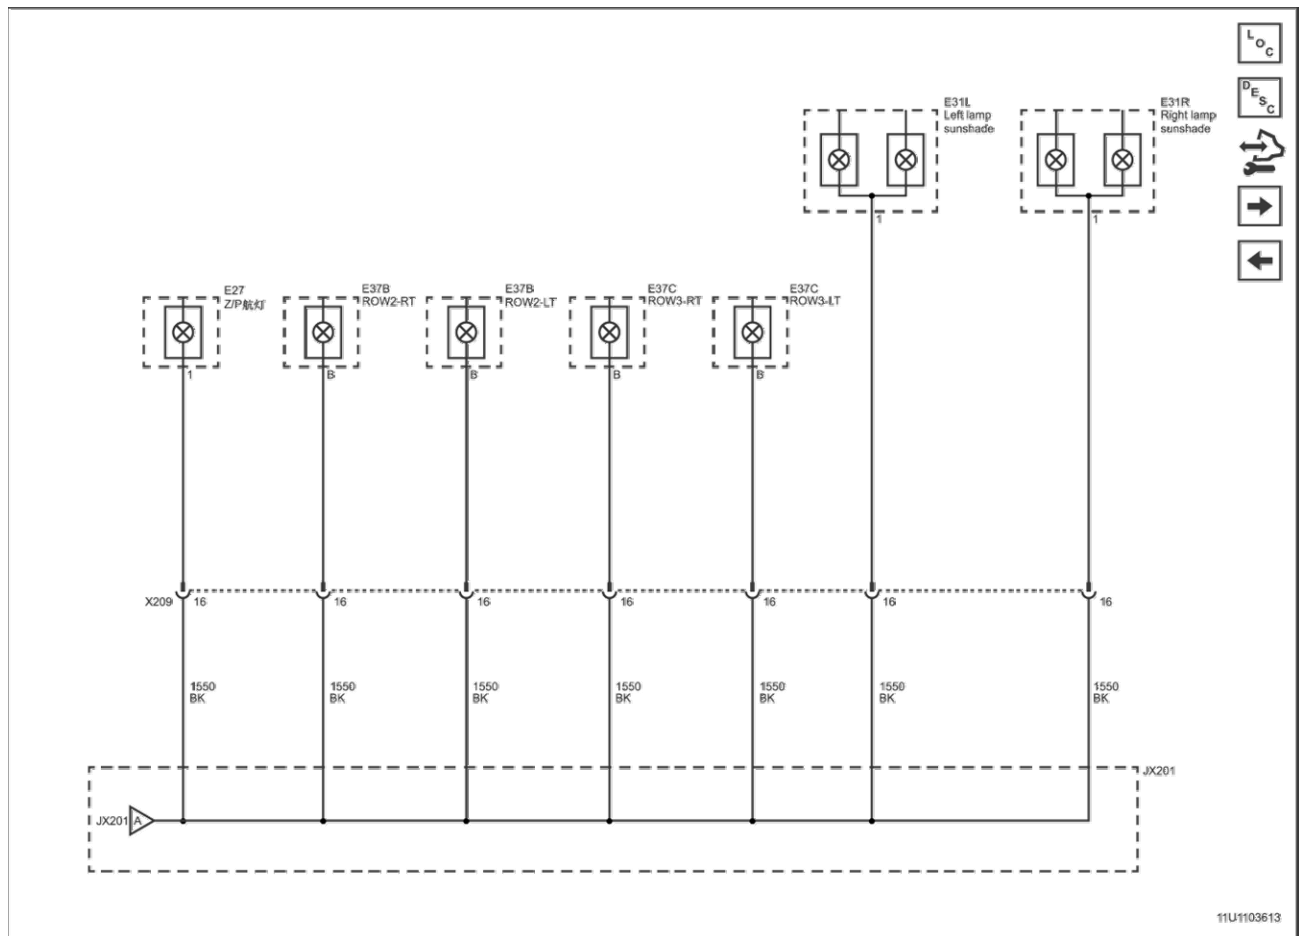 LOC
DESC
E31L
Left lamp
sunshade
E31R
Right lamp
sunshade
1
1
E27
Z/P航灯
E37B
ROW2-RT
E37B
ROW2-LT
E37C
ROW3-RT
E37C
ROW3-LT
1
B
B
B
B
X209
16
16
16
16
16
16
16
1550
BK
1550
BK
1550
BK
1550
BK
1550
BK
1550
BK
1550
BK
JX201
JX201 A
11U1103613